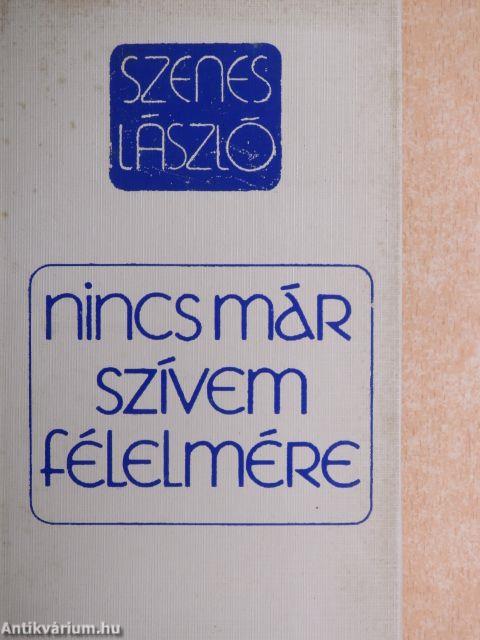 SZENES
LÁSZLÓ
nincs már
szívem
félelmére
Antikvárium.hu